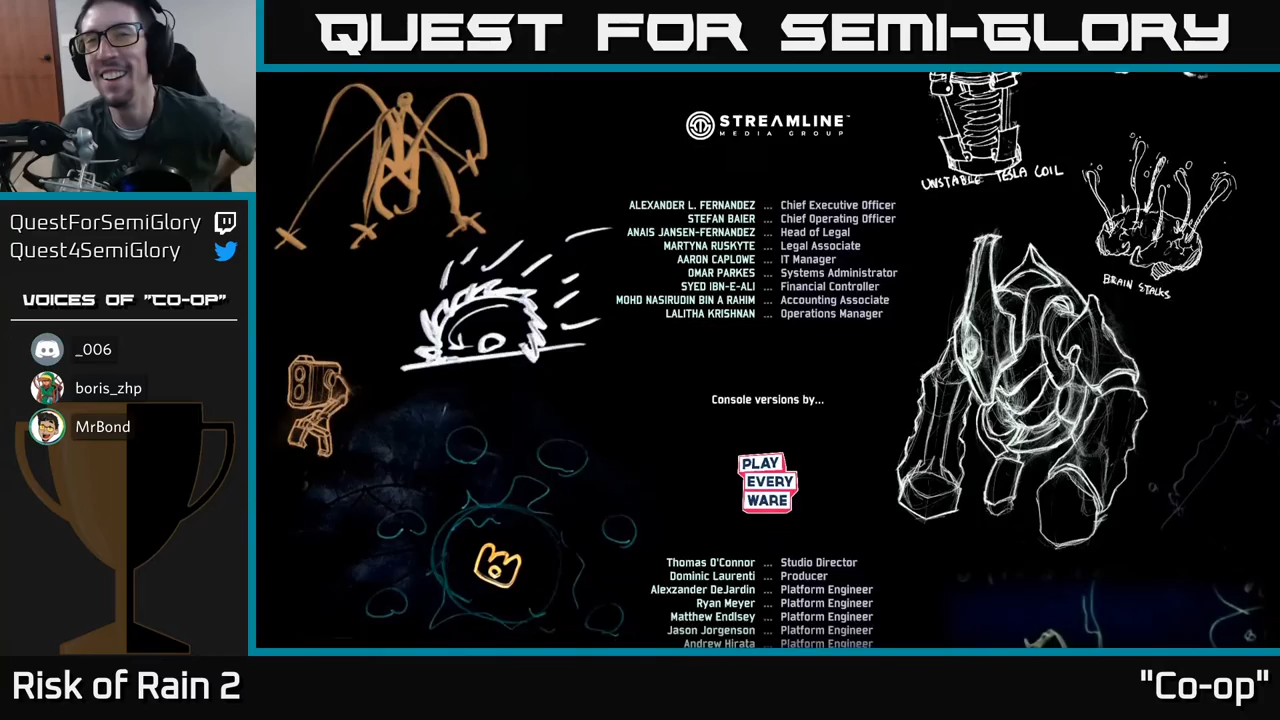 QUEST FOR SEMI-GLORY
QuestForSemiGlory
Quest4SemiGlory
VOICES OF "CO-OP"
_006
boris_zhp
MrBond
STREAMLINE™
MEDIA GROUP
ALEXANDER L. FERNANDEZ ... Chief Executive Officer
STEFAN BAIER ... Chief Operating Officer
ANAIS JANSEN-FERNANDEZ ... Head of Legal
MARTYNA RUSKYTE ... Legal Associate
AARON CAPLOWE ... IT Manager
OMAR PARKES ... Systems Administrator
SYED IBN-E-ALI ... Financial Controller
MOHD NASIRUDIN BIN A RAHIM ... Accounting Associate
LALITHA KRISHNAN ... Operations Manager
Console versions by...
PLAY
EVERY
WARE
Thomas O'Connor ... Studio Director
Dominic Laurenti ... Producer
Alexzander DeJardin ... Platform Engineer
Ryan Meyer ... Platform Engineer
Matthew Endlsey ... Platform Engineer
Jason Jorgenson ... Platform Engineer
Andrew Hirata ... Platform Engineer
UNSTABLE TESLA COIL
BRAIN STALKS
Risk of Rain 2
"Co-op"